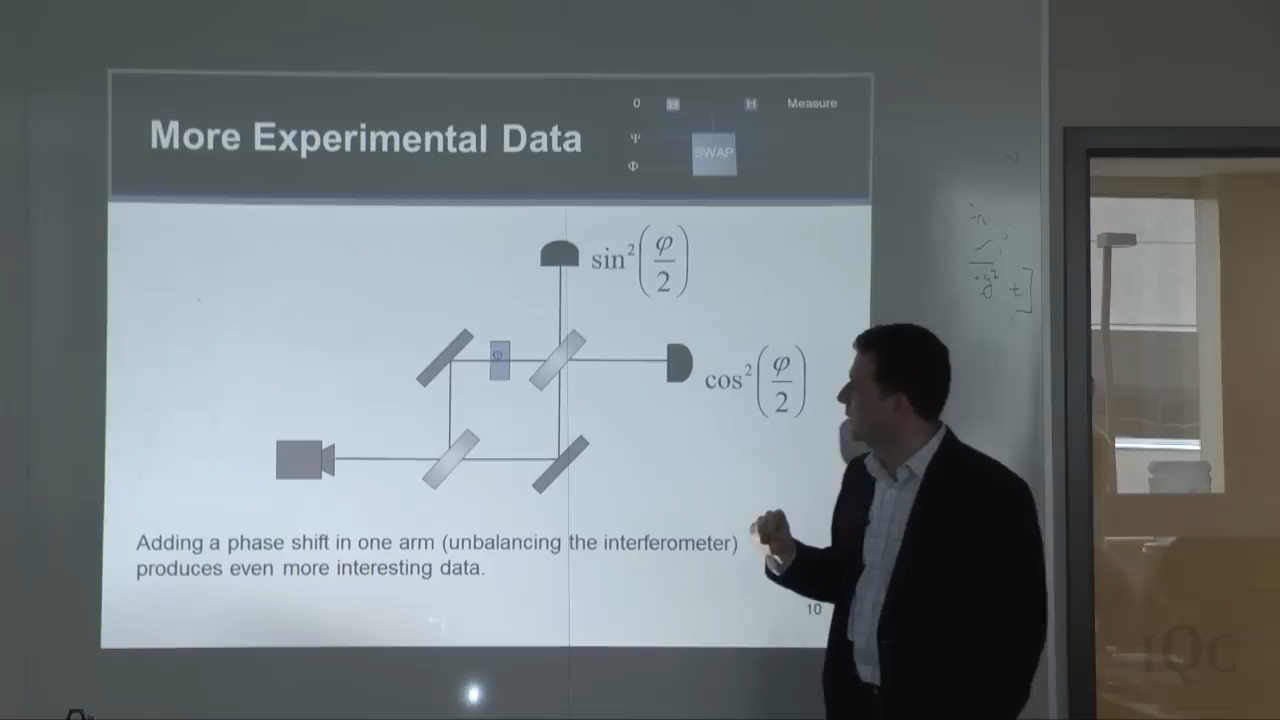 0 H H Measure
More Experimental Data
Ψ
SWAP
Φ
sin²(φ/2)
φ
cos²(φ/2)
Adding a phase shift in one arm (unbalancing the interferometer)
produces even more interesting data.
10
IQC